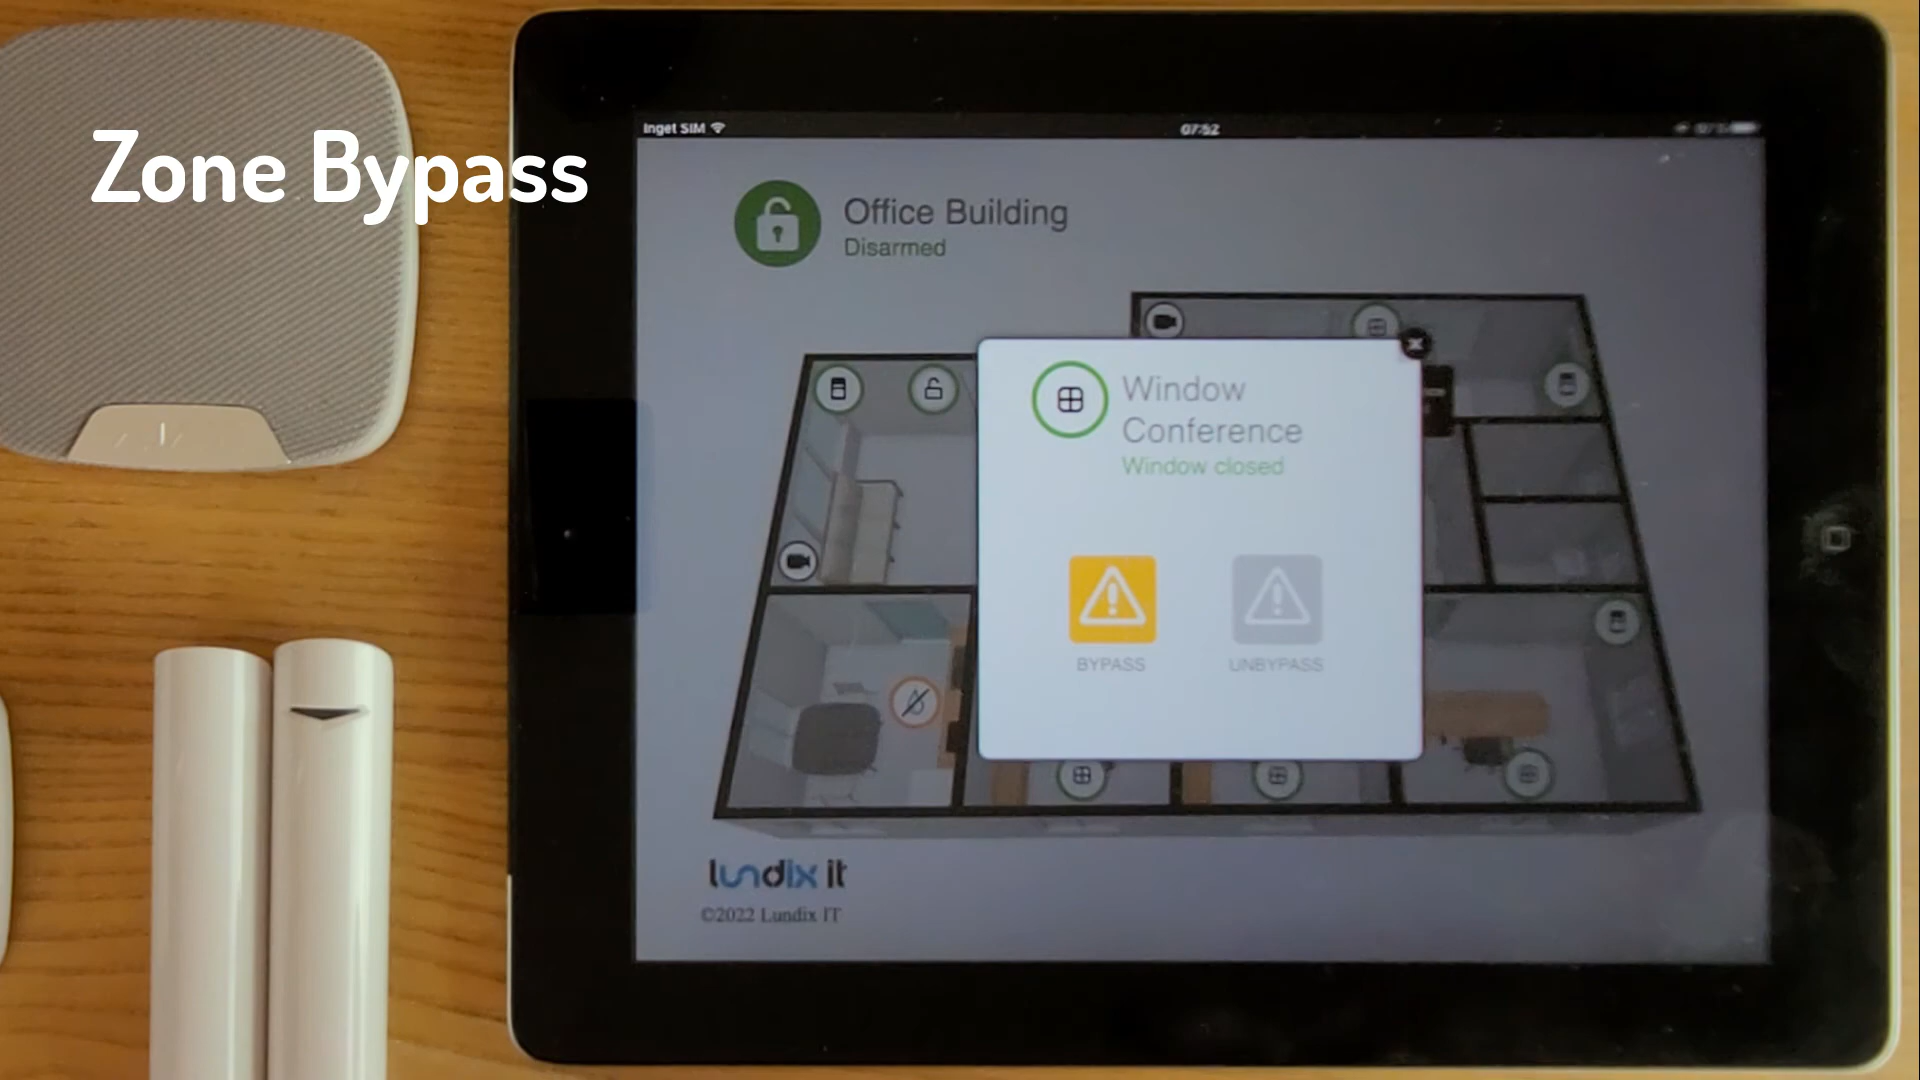 Zone Bypass
Inget SIM
07:52
Office Building
Disarmed
Window
Conference
Window closed
BYPASS
UNBYPASS
lundix it
©2022 Lundix IT